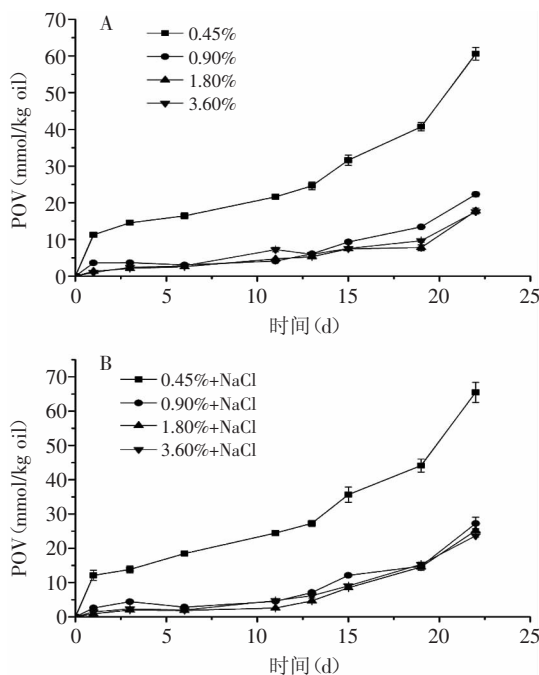 A
0.45%
0.90%
1.80%
3.60%
POV (mmol/kg oil)
70
60
50
40
30
20
10
0
0 5 10 15 20 25
时间(d)
B
0.45%+NaCl
0.90%+NaCl
1.80%+NaCl
3.60%+NaCl
POV (mmol/kg oil)
70
60
50
40
30
20
10
0
0 5 10 15 20 25
时间(d)